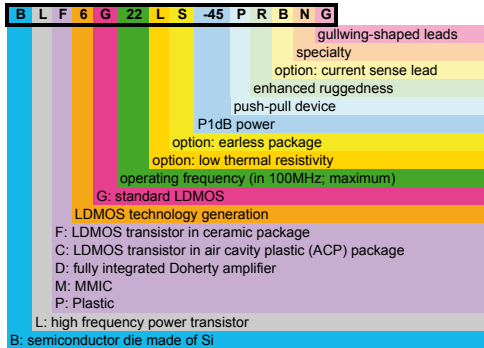 B L F 6 G 22 L S -45 P R B N G
gullwing-shaped leads
specialty
option: current sense lead
enhanced ruggedness
push-pull device
P1dB power
option: earless package
option: low thermal resistivity
operating frequency (in 100MHz; maximum)
G: standard LDMOS
LDMOS technology generation
F: LDMOS transistor in ceramic package
C: LDMOS transistor in air cavity plastic (ACP) package
D: fully integrated Doherty amplifier
M: MMIC
P: Plastic
L: high frequency power transistor
B: semiconductor die made of Si